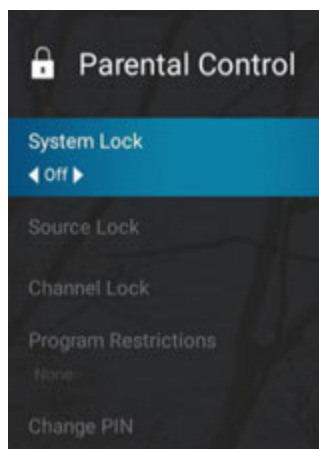 Parental Control
System Lock
Off
Source Lock
Channel Lock
Program Restrictions
None
Change PIN